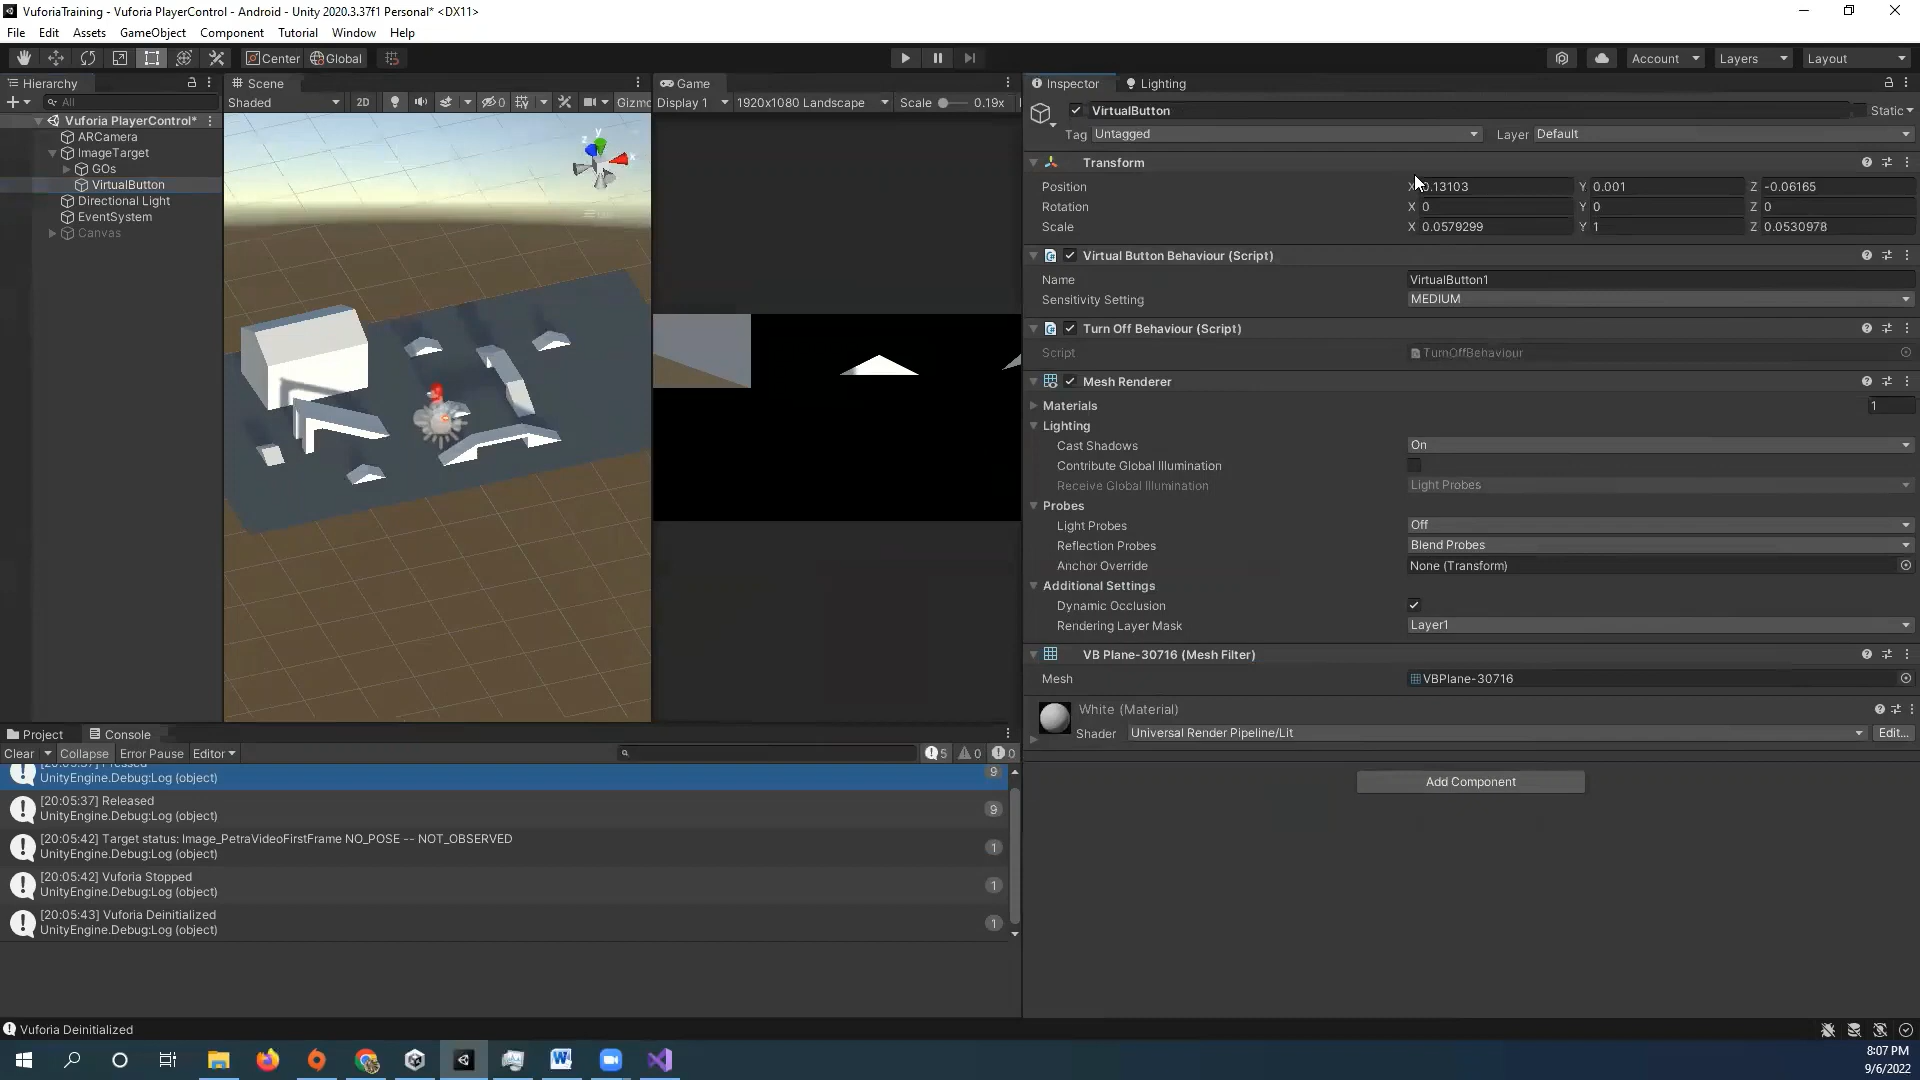 VuforiaTraining - Vuforia PlayerControl - Android - Unity 2020.3.37f1 Personal* <DX11>
File Edit Assets GameObject Component Tutorial Window Help
Center Global Account Layers Layout
Hierarchy
All
Vuforia PlayerControl*
ARCamera
ImageTarget
GOs
VirtualButton
Directional Light
EventSystem
Canvas
Scene
Shaded 2D Gizmo
y
z
x
Game
Display 1 1920x1080 Landscape Scale 0.19x
Inspector Lighting
VirtualButton Static
Tag Untagged Layer Default
Transform
Position X 0.13103 Y 0.001 Z -0.06165
Rotation X 0 Y 0 Z 0
Scale X 0.0579299 Y 1 Z 0.0530978
Virtual Button Behaviour (Script)
Name VirtualButton1
Sensitivity Setting MEDIUM
Turn Off Behaviour (Script)
Script TurnOffBehaviour
Mesh Renderer
Materials 1
Lighting
Cast Shadows On
Contribute Global Illumination
Receive Global Illumination Light Probes
Probes
Light Probes Off
Reflection Probes Blend Probes
Anchor Override None (Transform)
Additional Settings
Dynamic Occlusion
Rendering Layer Mask Layer1
VB Plane-30716 (Mesh Filter)
Mesh VBPlane-30716
White (Material)
Shader Universal Render Pipeline/Lit Edit...
Add Component
Project Console
Clear Collapse Error Pause Editor 5 0 0
[20:05:37] Pressed
UnityEngine.Debug:Log (object) 9
[20:05:37] Released
UnityEngine.Debug:Log (object) 9
[20:05:42] Target status: Image_PetraVideoFirstFrame NO_POSE -- NOT_OBSERVED
UnityEngine.Debug:Log (object) 1
[20:05:42] Vuforia Stopped
UnityEngine.Debug:Log (object) 1
[20:05:43] Vuforia Deinitialized
UnityEngine.Debug:Log (object) 1
Vuforia Deinitialized
8:07 PM
9/6/2022